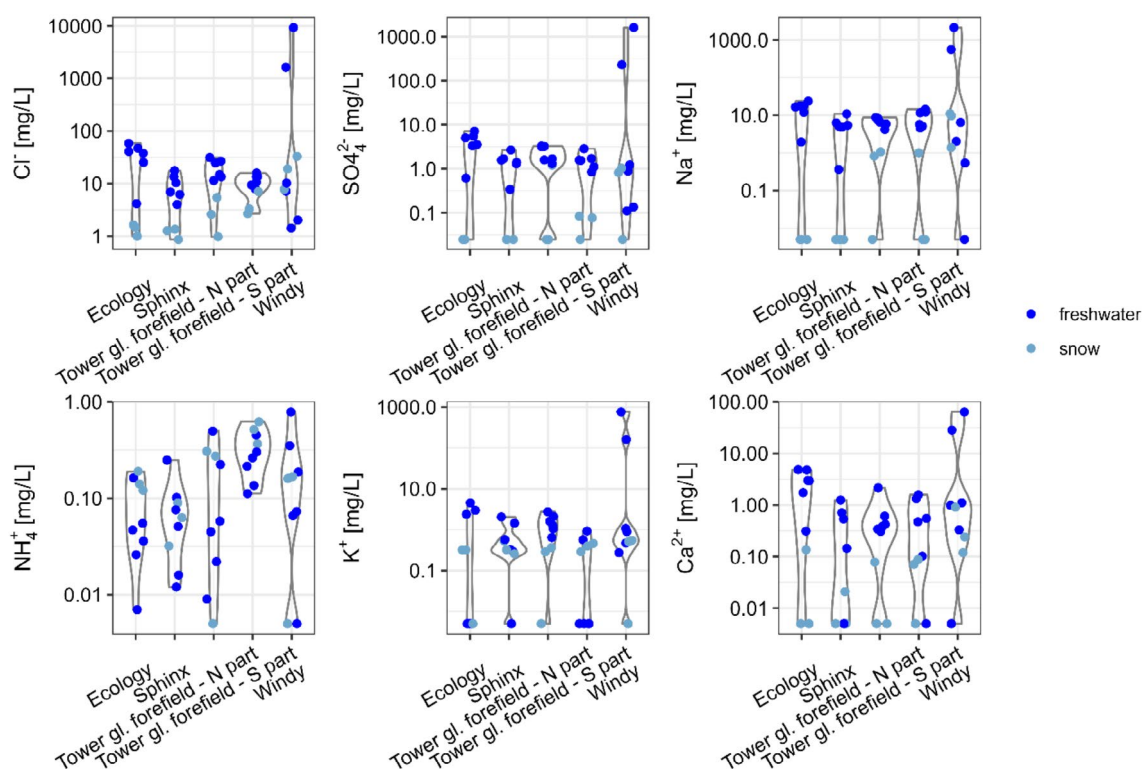 Cl⁻ [mg/L]
10000
1000
100
10
1
Ecology
Sphinx
Tower gl. forefield - N part
Tower gl. forefield - S part
Windy
SO4₄²⁻ [mg/L]
1000.0
100.0
10.0
1.0
0.1
Ecology
Sphinx
Tower gl. forefield - N part
Tower gl. forefield - S part
Windy
Na⁺ [mg/L]
1000.0
10.0
0.1
Ecology
Sphinx
Tower gl. forefield - N part
Tower gl. forefield - S part
Windy
freshwater
snow
NH₄⁺ [mg/L]
1.00
0.10
0.01
Ecology
Sphinx
Tower gl. forefield - N part
Tower gl. forefield - S part
Windy
K⁺ [mg/L]
1000.0
10.0
0.1
Ecology
Sphinx
Tower gl. forefield - N part
Tower gl. forefield - S part
Windy
Ca²⁺ [mg/L]
100.00
10.00
1.00
0.10
0.01
Ecology
Sphinx
Tower gl. forefield - N part
Tower gl. forefield - S part
Windy